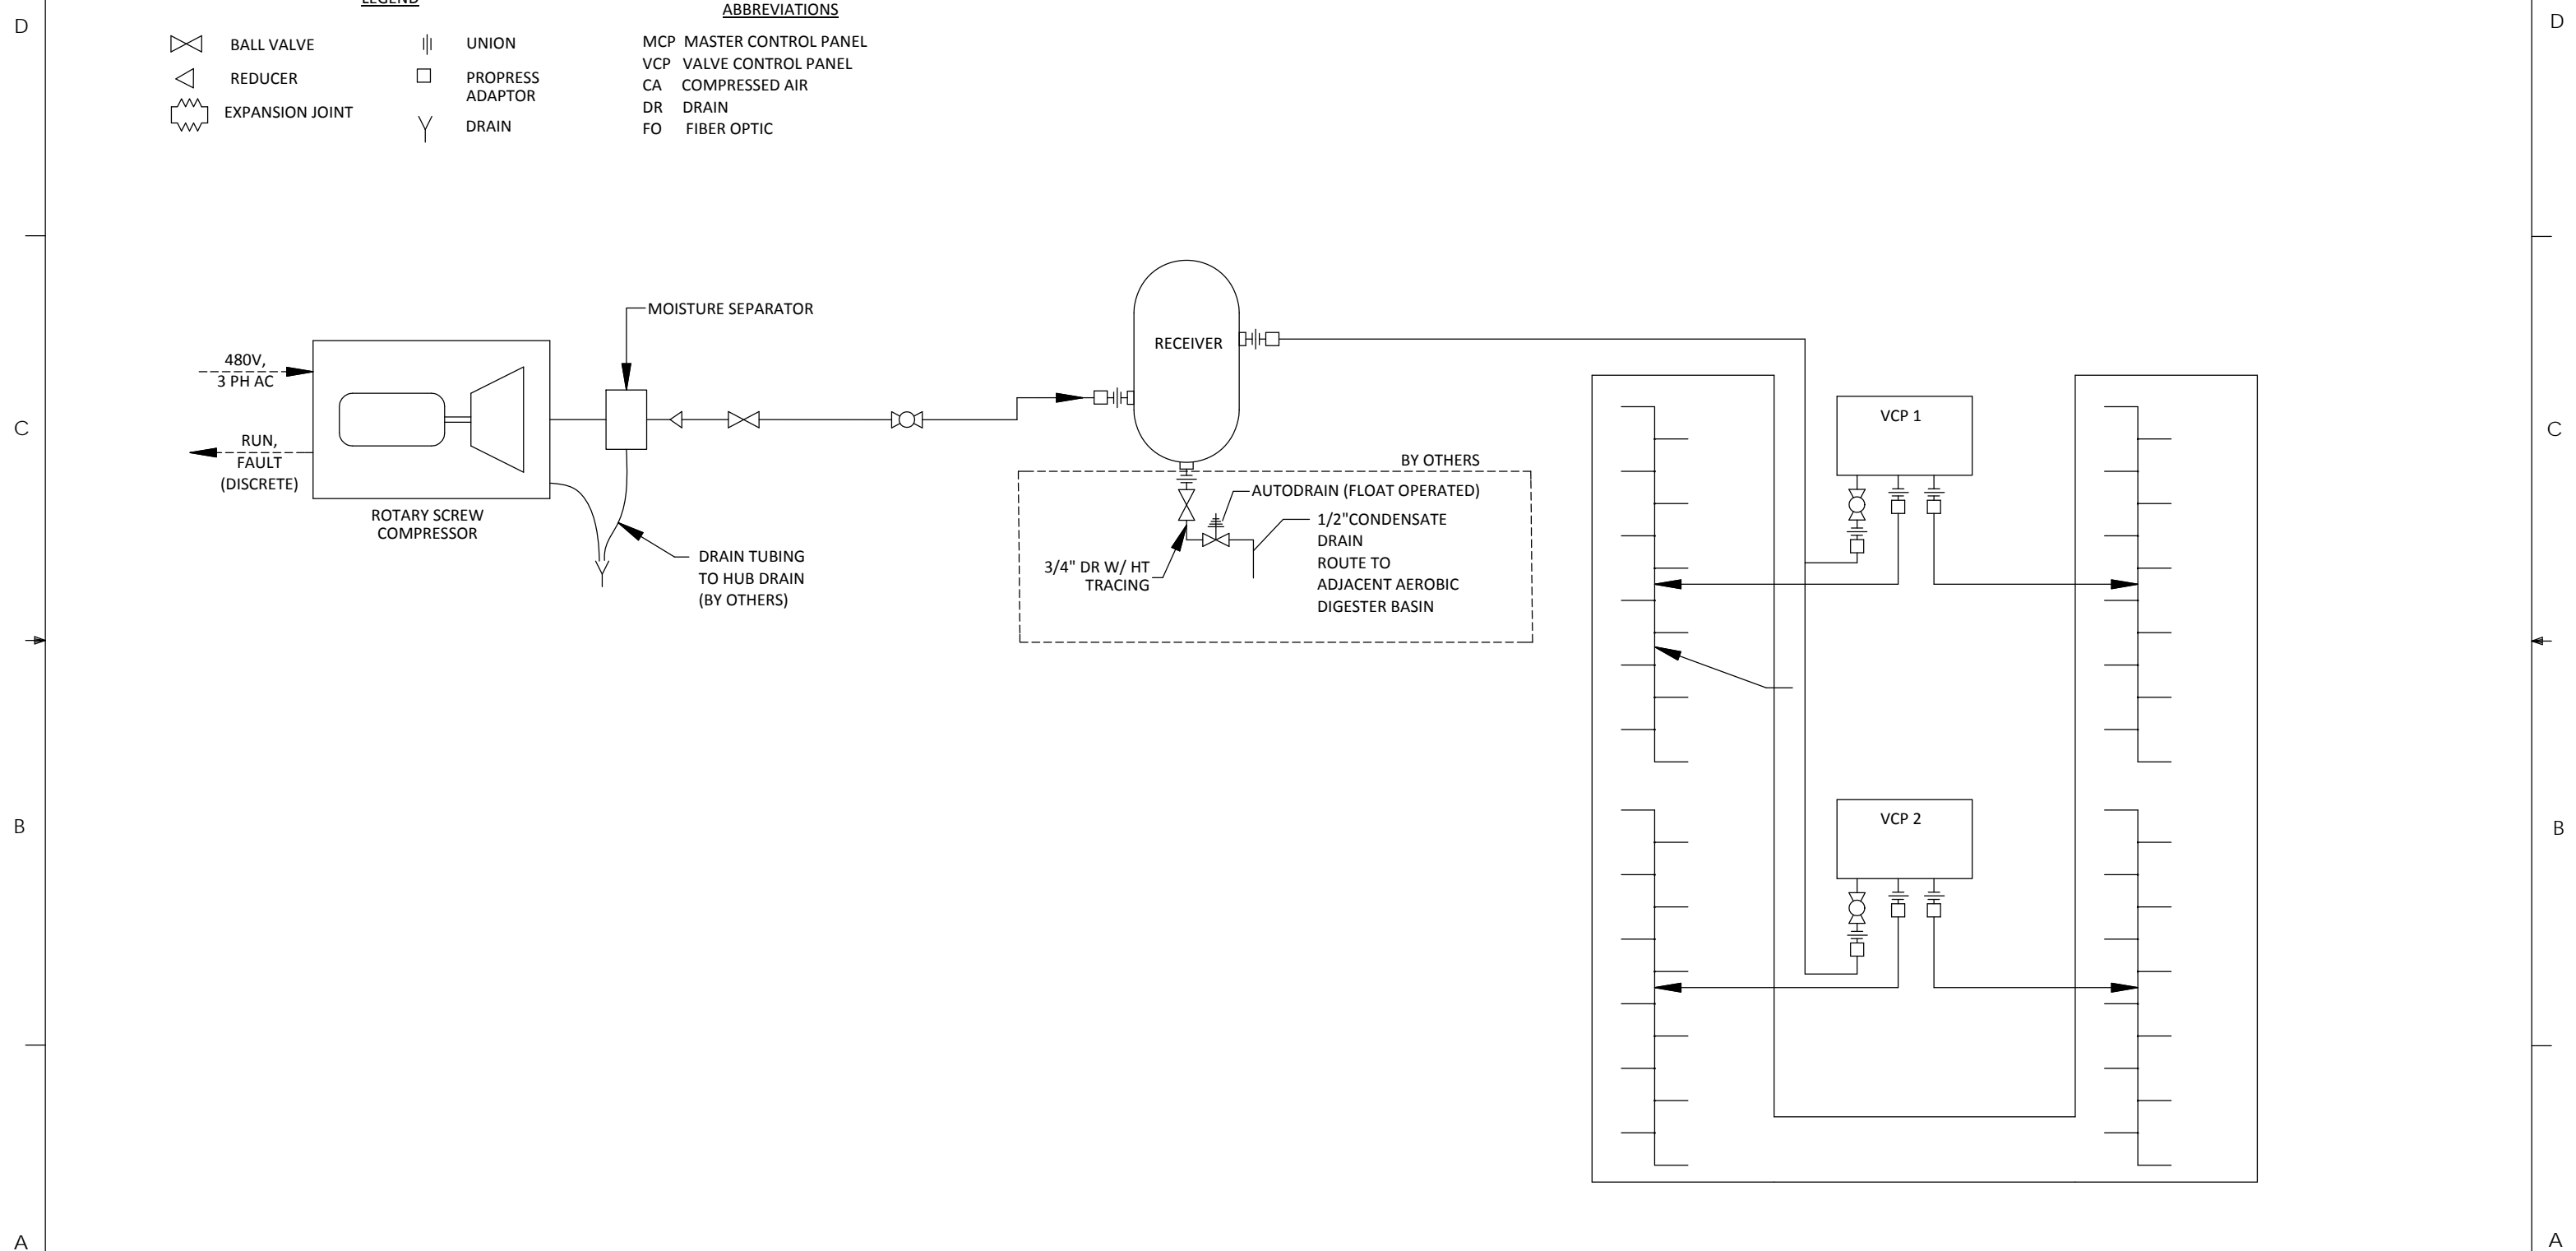 LEGEND
ABBREVIATIONS
D
D
BALL VALVE
UNION
MCP MASTER CONTROL PANEL
VCP VALVE CONTROL PANEL
REDUCER
PROPRESS
ADAPTOR
CA COMPRESSED AIR
EXPANSION JOINT
DR DRAIN
DRAIN
FO FIBER OPTIC
MOISTURE SEPARATOR
RECEIVER
480V,
3 PH AC
RUN,
FAULT
(DISCRETE)
ROTARY SCREW
COMPRESSOR
DRAIN TUBING
TO HUB DRAIN
(BY OTHERS)
BY OTHERS
AUTODRAIN (FLOAT OPERATED)
1/2"CONDENSATE
DRAIN
ROUTE TO
ADJACENT AEROBIC
DIGESTER BASIN
3/4" DR W/ HT
TRACING
VCP 1
C
C
VCP 2
B
B
A
A